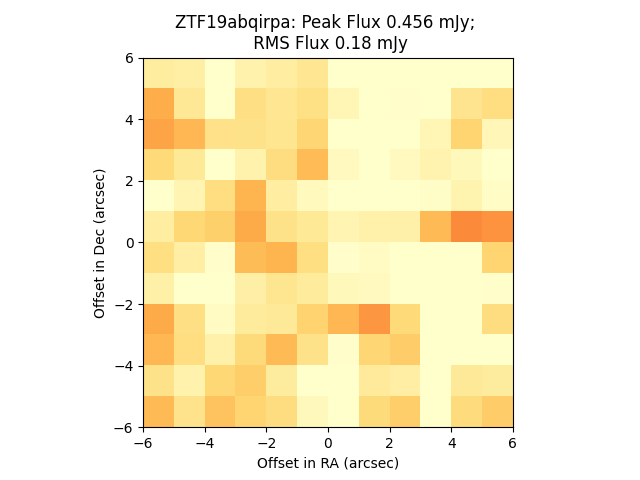 ZTF19abqirpa: Peak Flux 0.456 mJy;
RMS Flux 0.18 mJy
6
4
2
0
−2
−4
−6
Offset in Dec (arcsec)
−6 −4 −2 0 2 4 6
Offset in RA (arcsec)